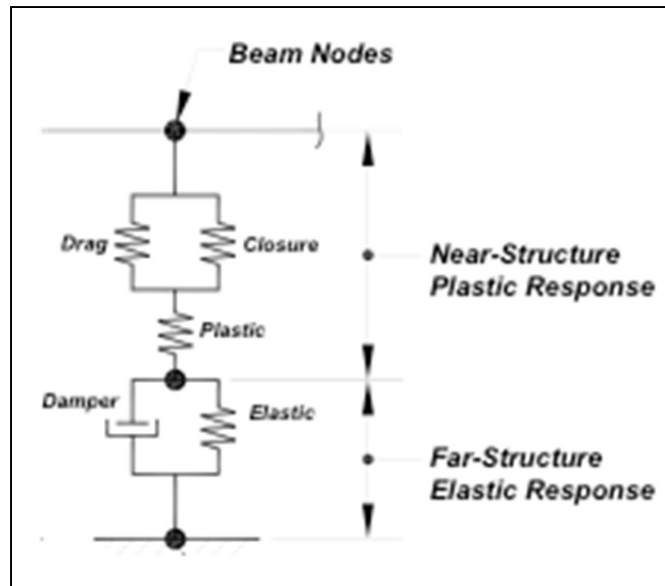 Beam Nodes
Drag
Closure
Near-Structure
Plastic Response
Plastic
Damper
Elastic
Far-Structure
Elastic Response